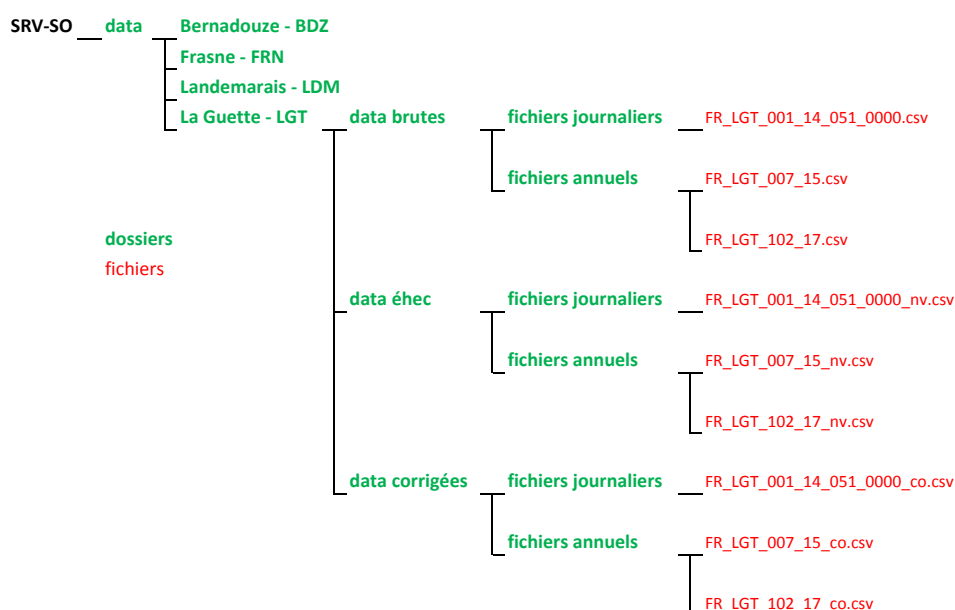 SRV-SO data Bernadouze - BDZ
Frasne - FRN
Landemarais - LDM
La Guette - LGT data brutes fichiers journaliers FR_LGT_001_14_051_0000.csv
fichiers annuels FR_LGT_007_15.csv
dossiers FR_LGT_102_17.csv
fichiers
data éhec fichiers journaliers FR_LGT_001_14_051_0000_nv.csv
fichiers annuels FR_LGT_007_15_nv.csv
FR_LGT_102_17_nv.csv
data corrigées fichiers journaliers FR_LGT_001_14_051_0000_co.csv
fichiers annuels FR_LGT_007_15_co.csv
FR_LGT_102_17_co.csv